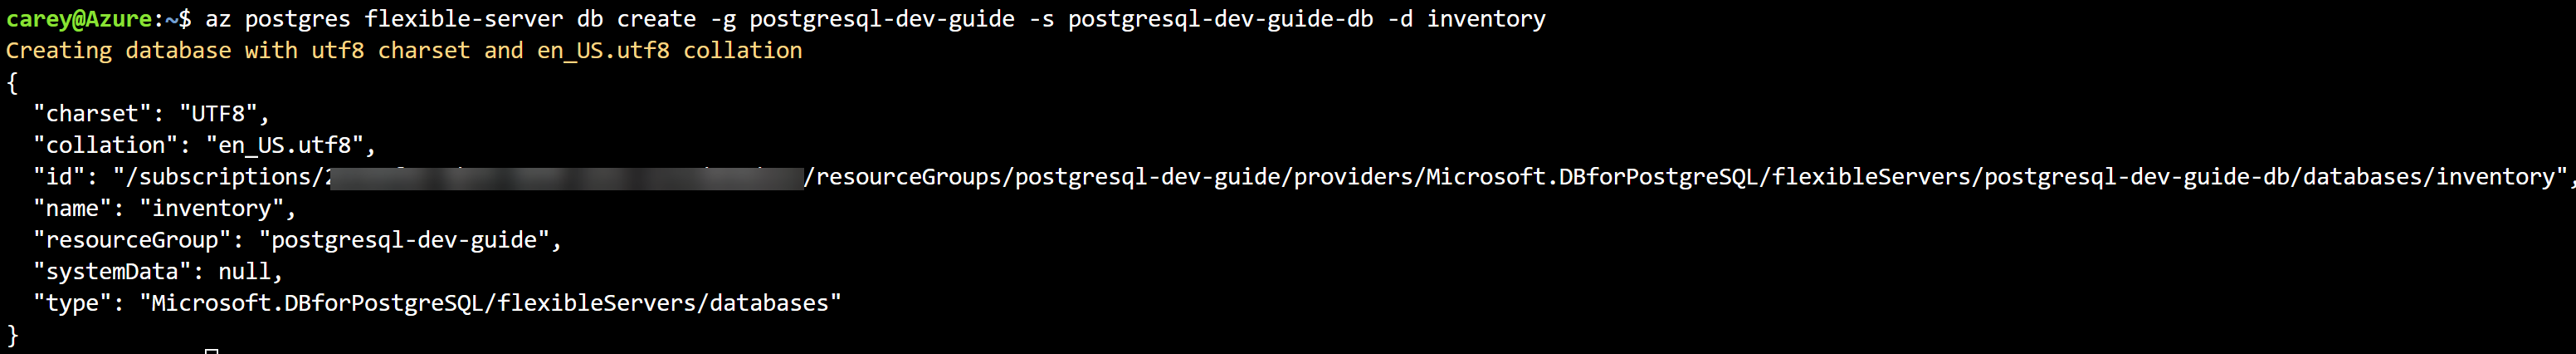 carey@Azure:~$ az postgres flexible-server db create -g postgresql-dev-guide -s postgresql-dev-guide-db -d inventory
Creating database with utf8 charset and en_US.utf8 collation
{
  "charset": "UTF8",
  "collation": "en_US.utf8",
  "id": "/subscriptions/2/resourceGroups/postgresql-dev-guide/providers/Microsoft.DBforPostgreSQL/flexibleServers/postgresql-dev-guide-db/databases/inventory",
  "name": "inventory",
  "resourceGroup": "postgresql-dev-guide",
  "systemData": null,
  "type": "Microsoft.DBforPostgreSQL/flexibleServers/databases"
}